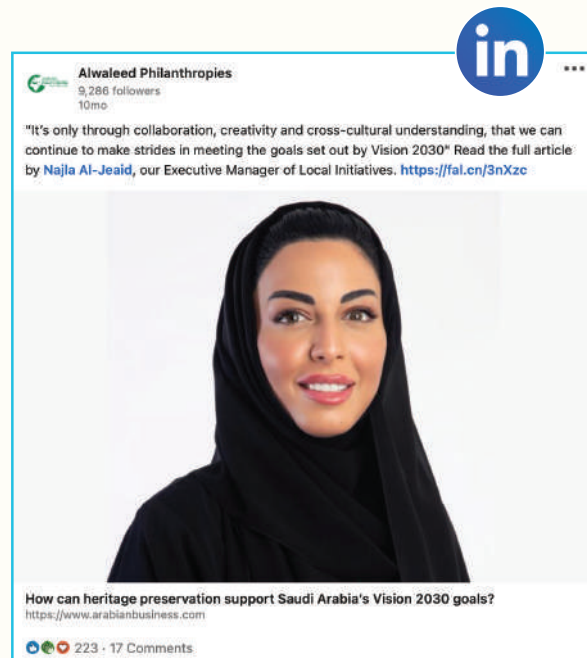 in
Alwaleed Philanthropies
9,286 followers
10mo
"It's only through collaboration, creativity and cross-cultural understanding, that we can
continue to make strides in meeting the goals set out by Vision 2030" Read the full article
by Najla Al-Jeaid, our Executive Manager of Local Initiatives. https://fal.cn/3nXzc
How can heritage preservation support Saudi Arabia's Vision 2030 goals?
https://www.arabianbusiness.com
223 · 17 Comments